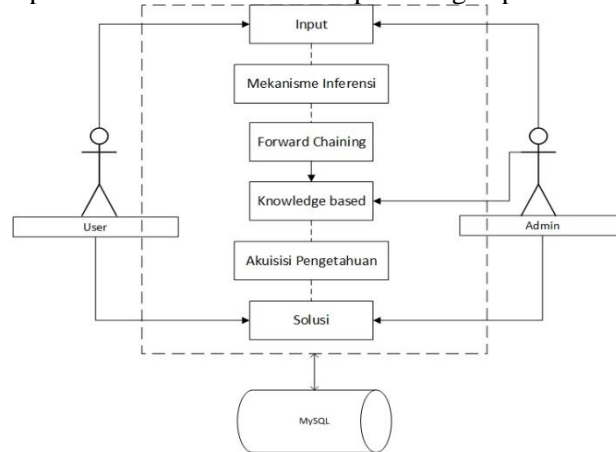 Input
Mekanisme Inferensi
Forward Chaining
Knowledge based
User
Admin
Akuisisi Pengetahuan
Solusi
MySQL